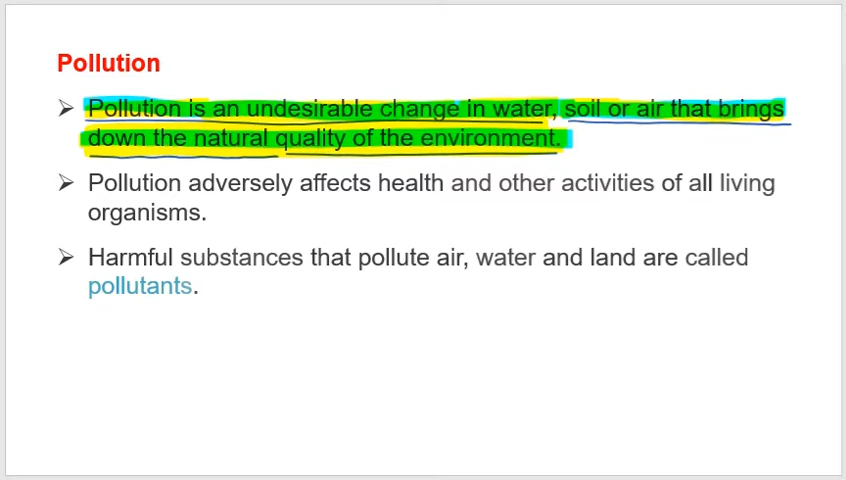 Pollution
➢ Pollution is an undesirable change in water, soil or air that brings
down the natural quality of the environment.
➢ Pollution adversely affects health and other activities of all living
organisms.
➢ Harmful substances that pollute air, water and land are called
pollutants.